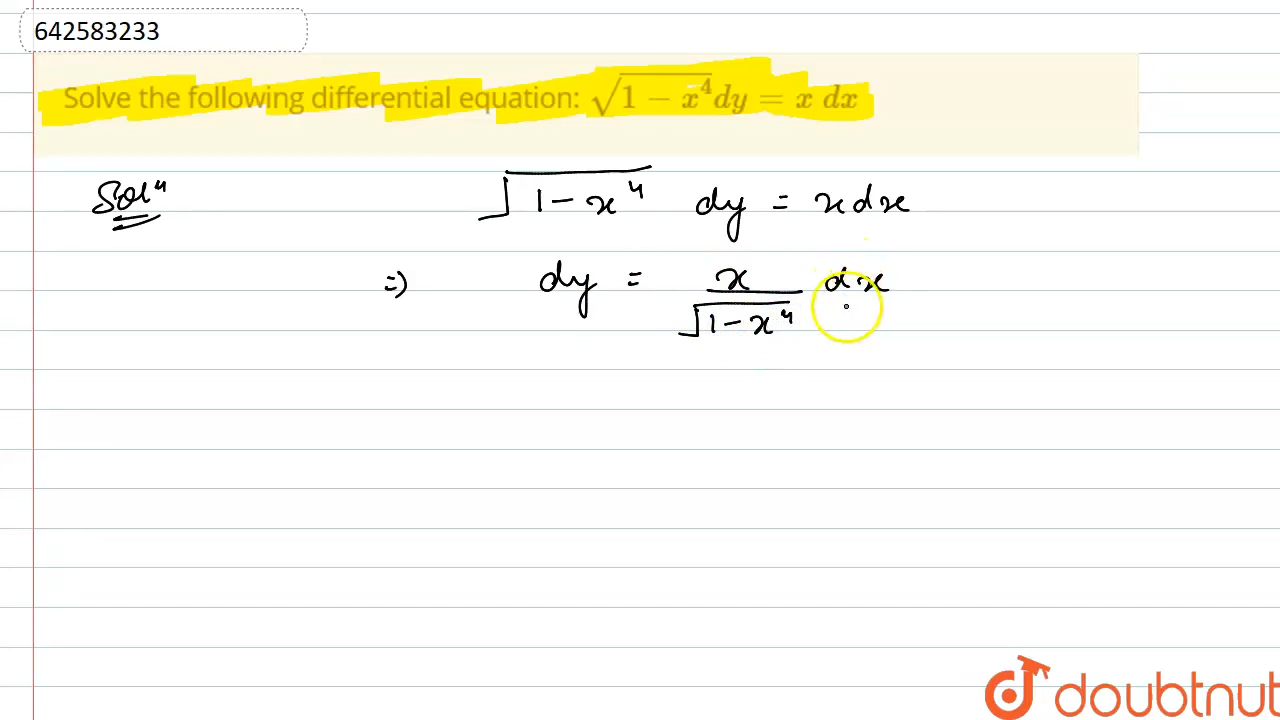 642583233
Solve the following differential equation: √(1 − x⁴)dy = x dx
Solⁿ √(1 − x⁴) dy = x dx
⇒ dy = x/√(1 − x⁴) dx
doubtnut